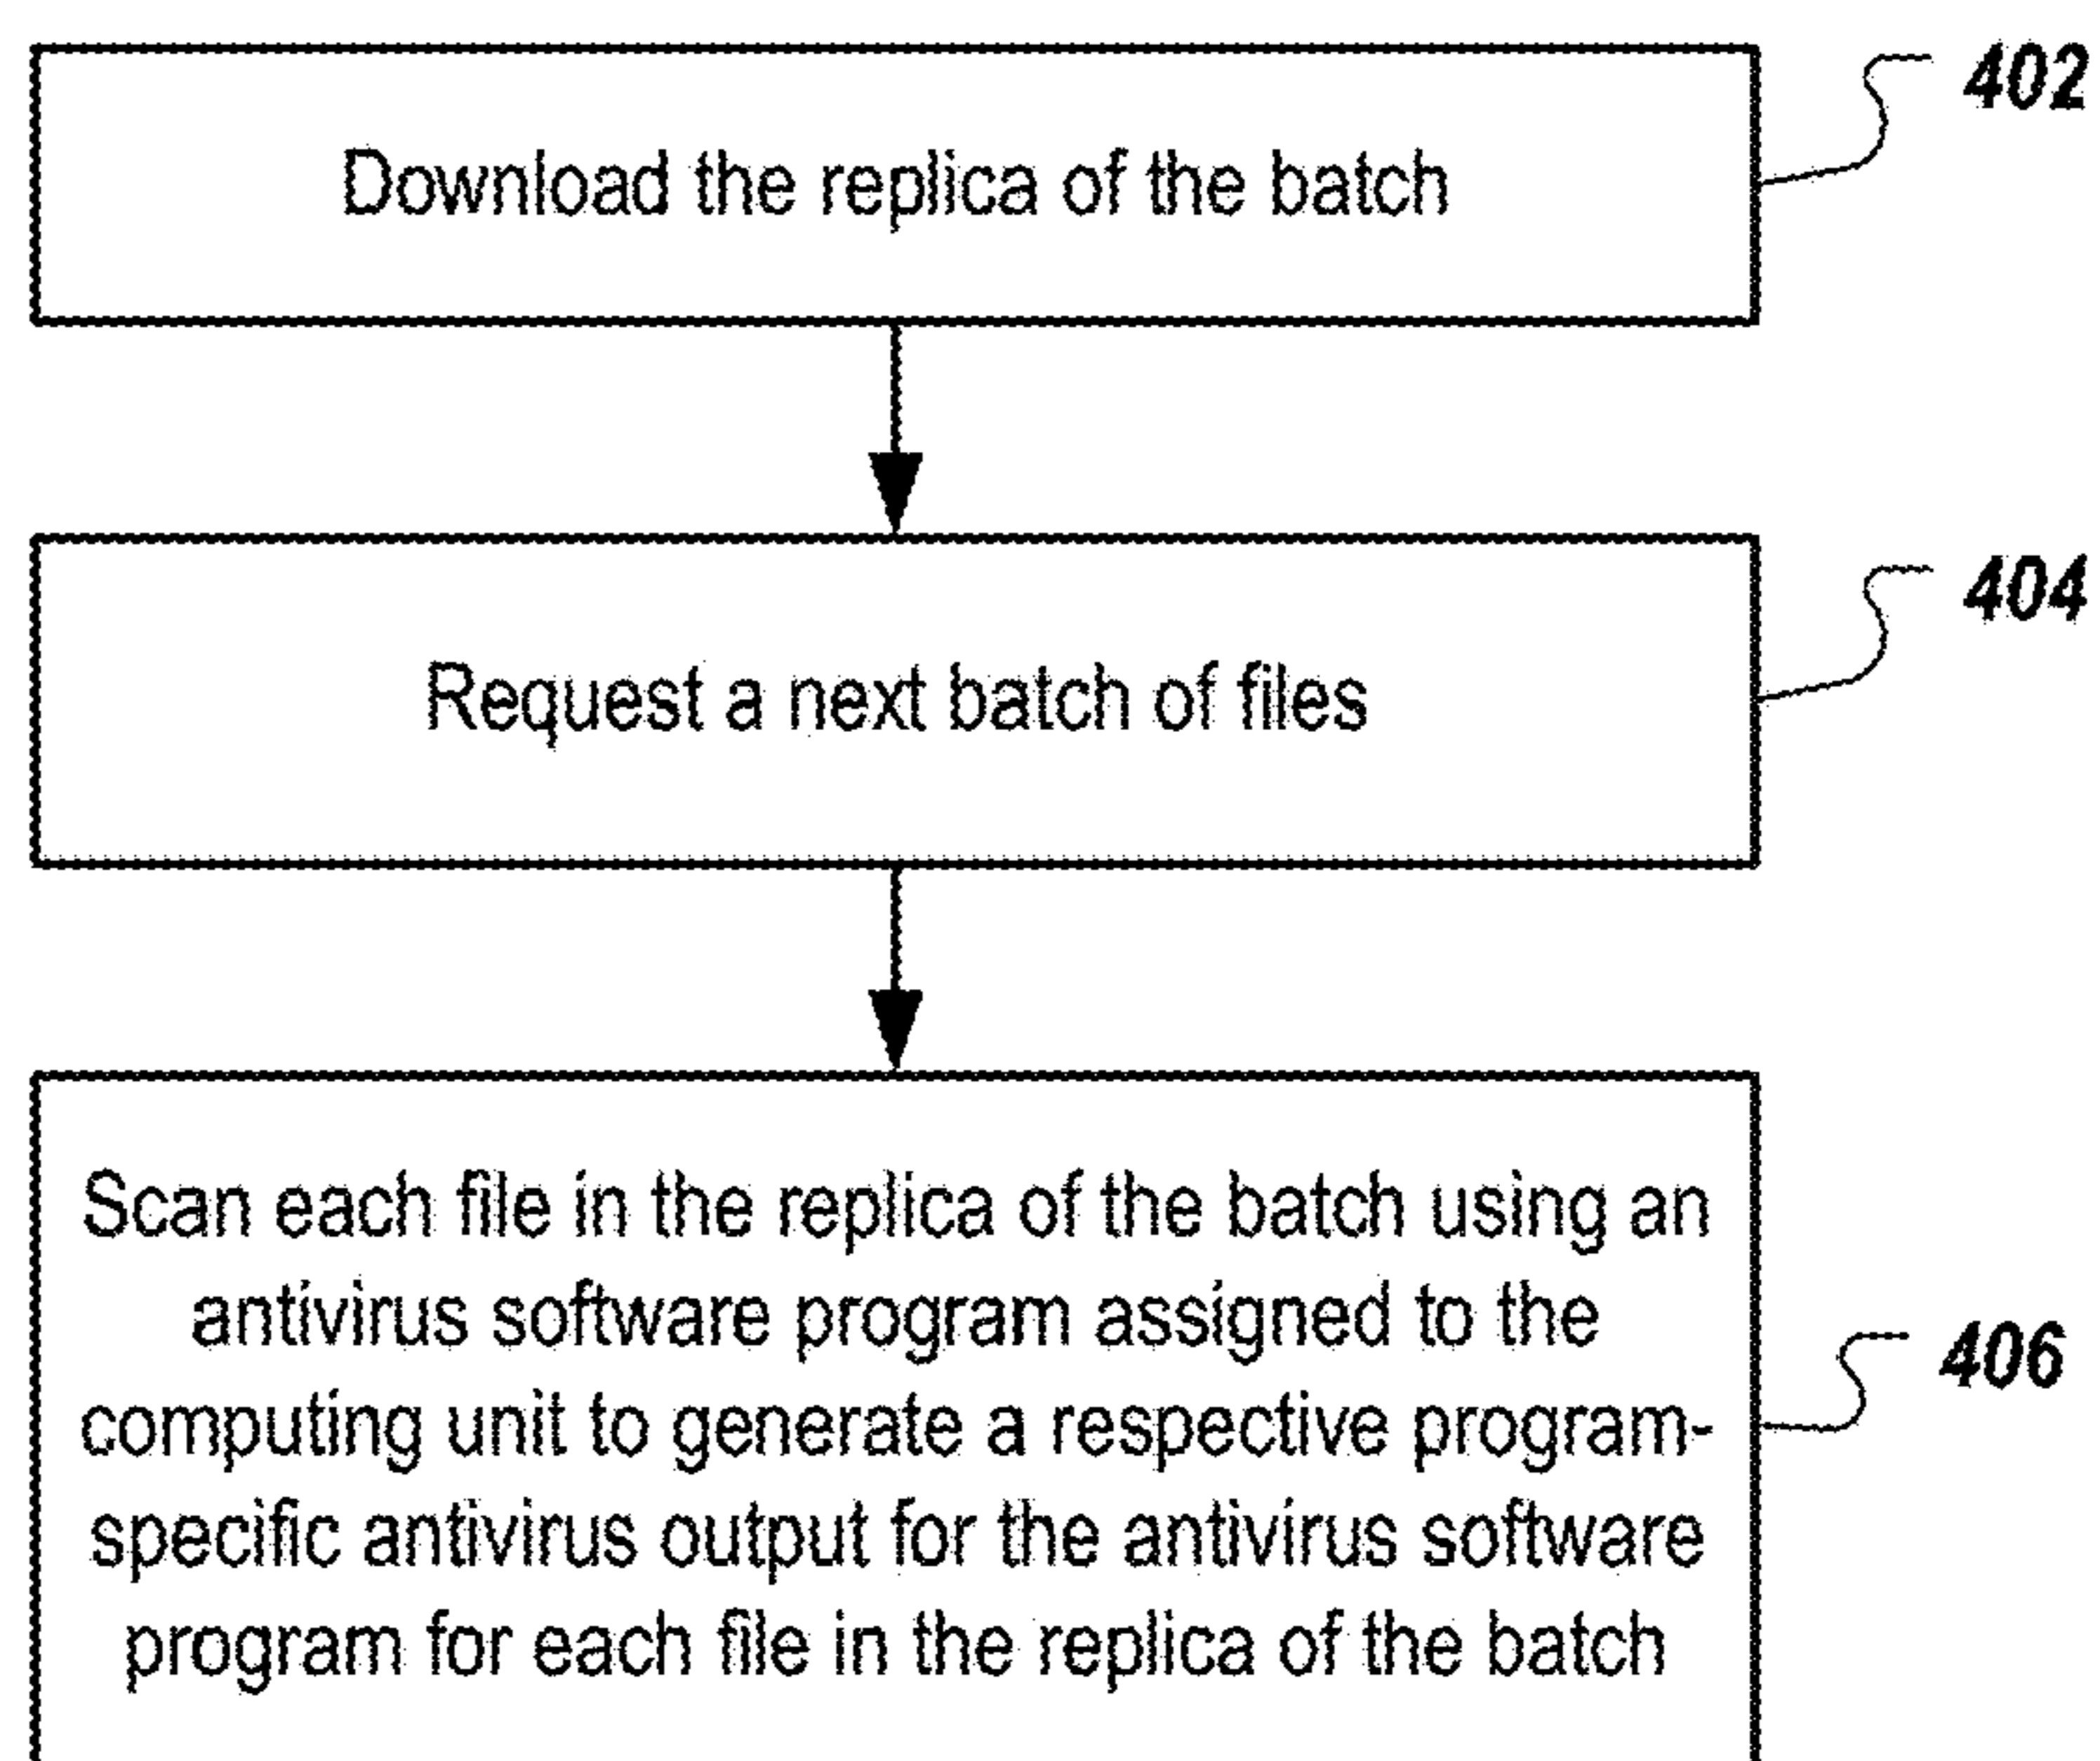 Download the replica of the batch
402
Request a next batch of files
404
Scan each file in the replica of the batch using an
antivirus software program assigned to the
computing unit to generate a respective program-
specific antivirus output for the antivirus software
program for each file in the replica of the batch
406